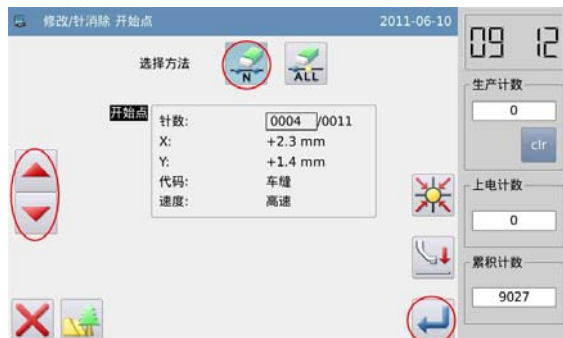 修改/针消除 开始点 2011-06-10
选择方法
N
ALL
开始点
针数: 0004 /0011
X: +2.3 mm
Y: +1.4 mm
代码: 车缝
速度: 高速
09 12
生产计数
0
clr
上电计数
0
累积计数
9027